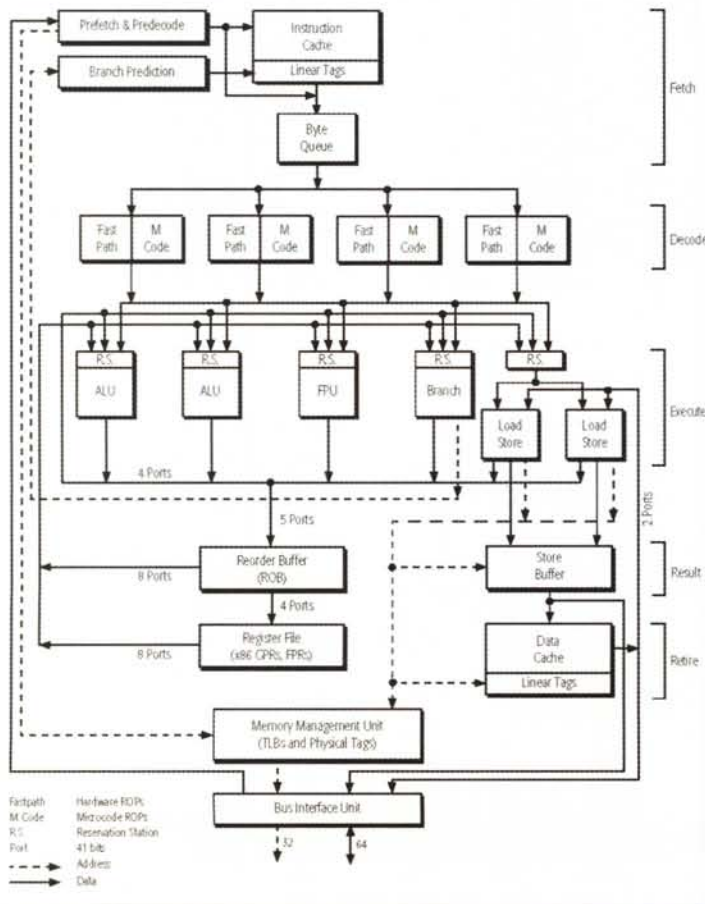 Prefetch & Predecode
Instruction
Cache
Linear Tags
Branch Prediction
Fetch
Byte
Queue
Fast
Path
M
Code
Fast
Path
M
Code
Fast
Path
M
Code
Fast
Path
M
Code
Decode
R.S.
ALU
R.S.
ALU
R.S.
FPU
R.S.
Branch
R.S.
Execute
Load
Store
Load
Store
4 Ports
2 Ports
5 Ports
Reorder Buffer
(ROB)
8 Ports
Store
Buffer
Result
4 Ports
Register File
(x86 GPRs, FPRs)
8 Ports
Data
Cache
Linear Tags
Retire
Memory Management Unit
(TLBs and Physical Tags)
Bus Interface Unit
32
64
Fastpath Hardware ROPs
M Code Microcode ROPs
R.S. Reservation Station
Port 41 bits
Address
Data